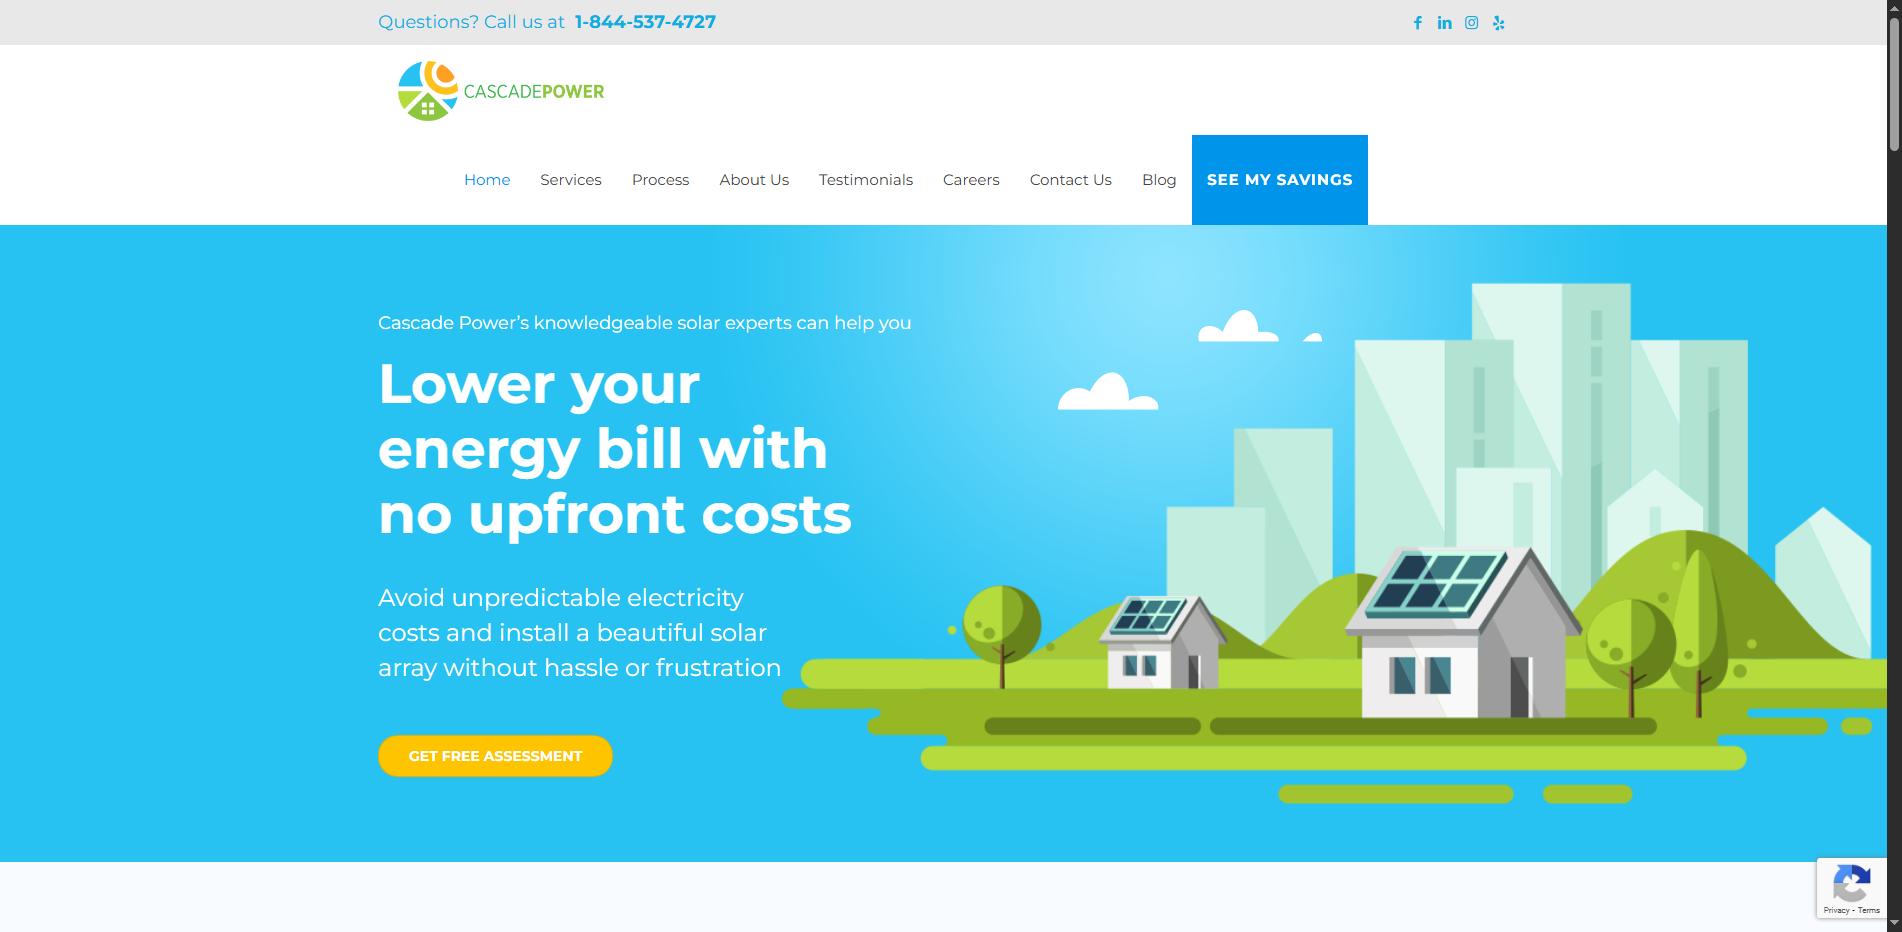 Questions? Call us at 1-844-537-4727
CASCADEPOWER
Home Services Process About Us Testimonials Careers Contact Us Blog SEE MY SAVINGS
Cascade Power’s knowledgeable solar experts can help you
Lower your
energy bill with
no upfront costs
Avoid unpredictable electricity
costs and install a beautiful solar
array without hassle or frustration
GET FREE ASSESSMENT
Privacy - Terms